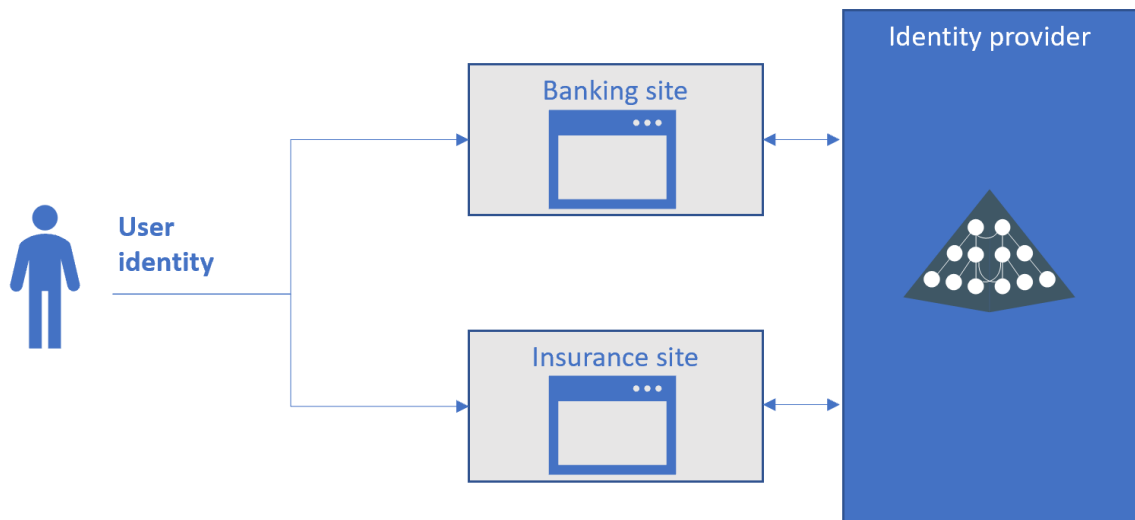 Identity provider
Banking site
User
identity
Insurance site